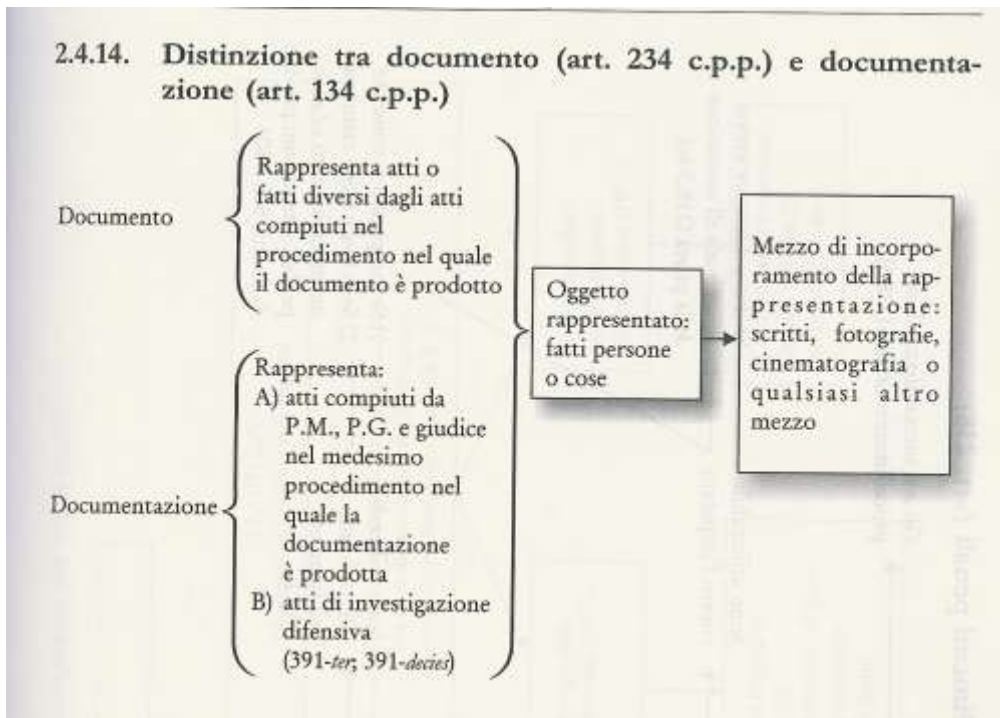 2.4.14. Distinzione tra documento (art. 234 c.p.p.) e documenta-
zione (art. 134 c.p.p.)
Documento
Rappresenta atti o
fatti diversi dagli atti
compiuti nel
procedimento nel quale
il documento è prodotto
Documentazione
Rappresenta:
A) atti compiuti da
P.M., P.G. e giudice
nel medesimo
procedimento nel
quale la
documentazione
è prodotta
B) atti di investigazione
difensiva
(391-ter; 391-decies)
Oggetto
rappresentato:
fatti persone
o cose
Mezzo di incorpo-
ramento della rap-
presentazione:
scritti, fotografie,
cinematografia o
qualsiasi altro
mezzo